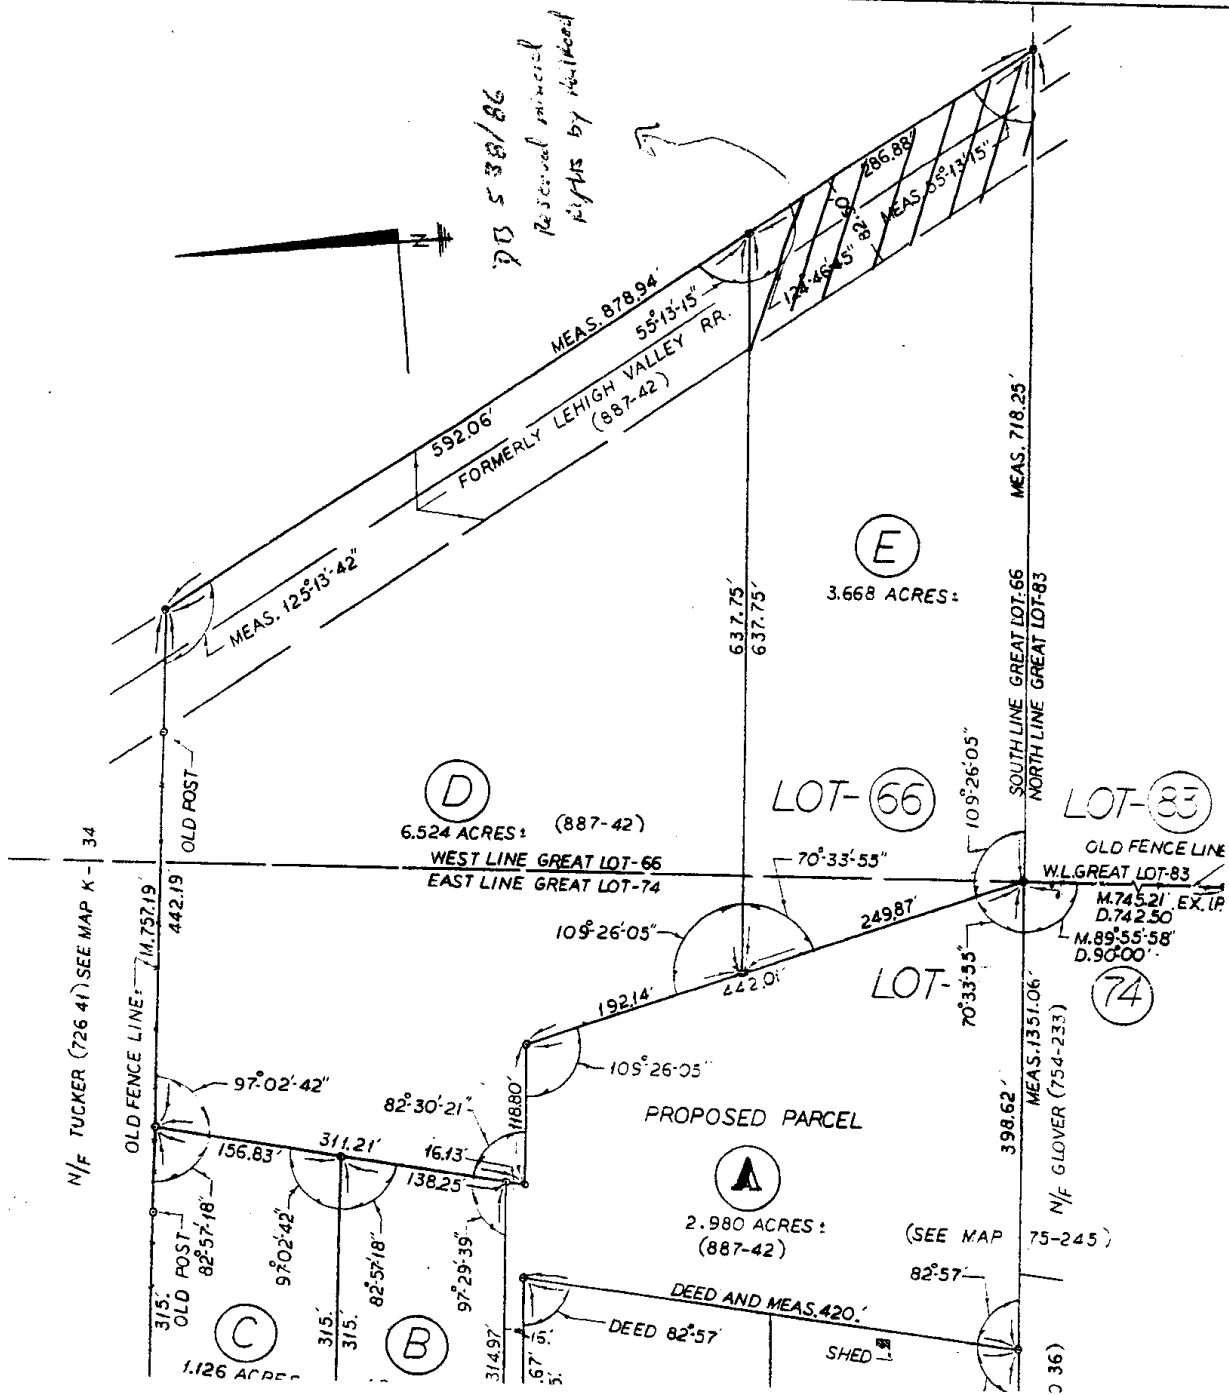 DB 538/86
Reserved mineral
Rights by
N
286.88'
82.50'
MEAS. 55°-13'-15"
124°-46'-45"
MEAS. 878.94'
55°-13'-15"
FORMERLY LEHIGH VALLEY RR.
(887-42)
592.06'
MEAS. 125°-13'-42"
MEAS. 718.25'
E
3.668 ACRES±
637.75'
637.75'
SOUTH LINE GREAT LOT-66
NORTH LINE GREAT LOT-83
109°-26'-05"
OLD POST
D
6.524 ACRES± (887-42)
LOT- 66
LOT- 83
WEST LINE GREAT LOT-66
EAST LINE GREAT LOT-74
OLD FENCE LINE
W.L.GREAT LOT-83
M.745.21'
D.742.50'
EX. I.P.
M.89°-55'-58"
D.90°-00'
70°-33'-55"
249.87'
109°-26'-05"
442.01'
192.14'
LOT- 74
70°-33'-55"
N/F TUCKER (726 41) SEE MAP K-34
OLD FENCE LINE±
M.757.19'
442.19'
109°-26'-05"
118.80'
97°-02'-42"
82°-30'-21"
MEAS.1351.06'
398.62'
N/F GLOVER (754-233)
PROPOSED PARCEL
A
2.980 ACRES±
(887-42)
(SEE MAP 75-245)
311.21'
156.83'
16.13'
138.25'
OLD POST
82°-57'-18"
97°-02'-42"
82°-57'-18"
97°-29'-39"
82°-57'
DEED AND MEAS.420.'
DEED 82°-57'
SHED
315.'
C
1.126 ACRES
315.'
315.'
B
314.97'
15.'
.67'
5.'
0 36)